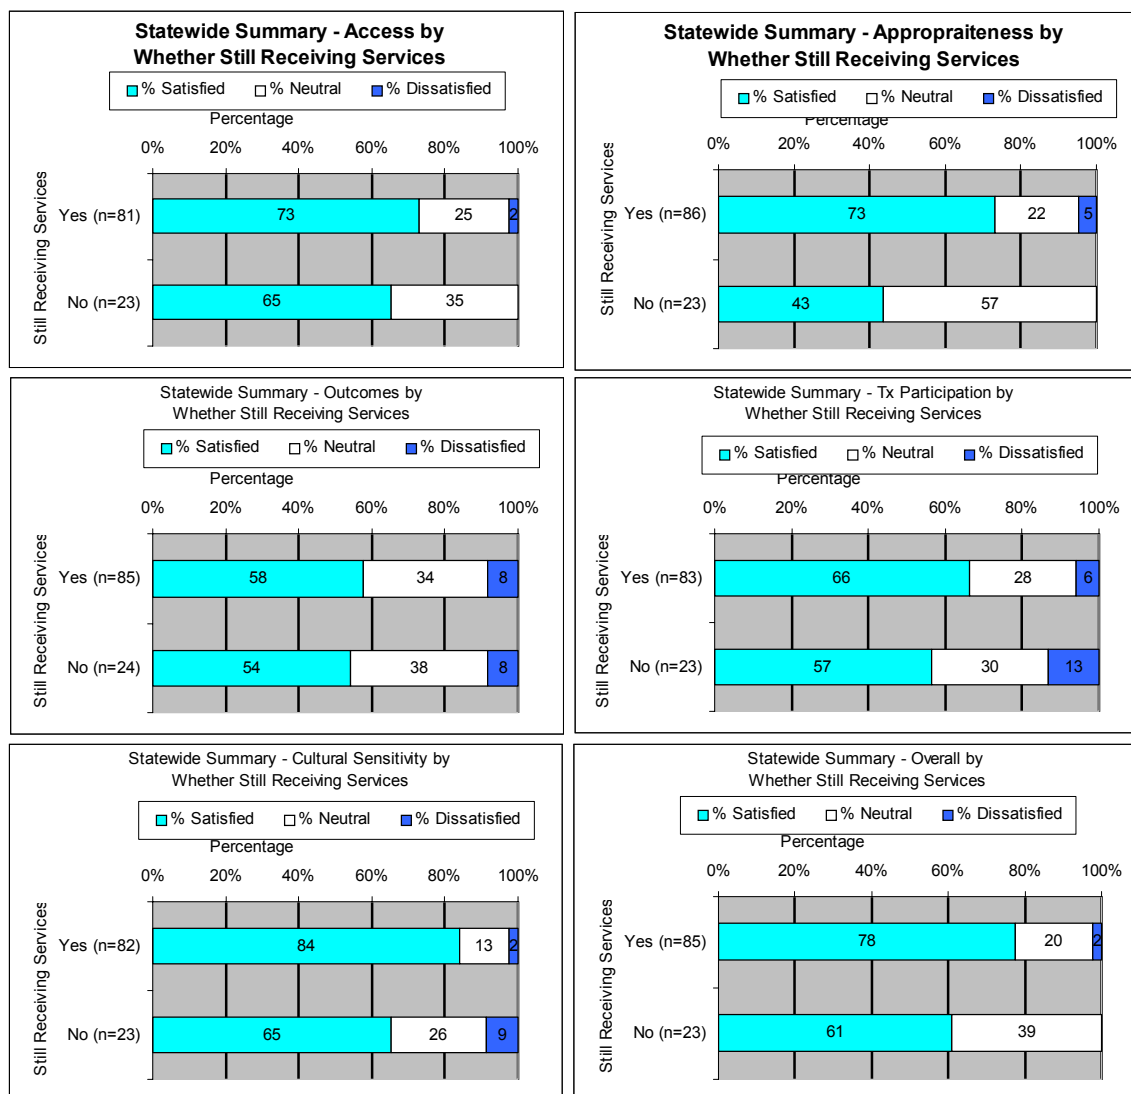 Statewide Summary - Access by
Whether Still Receiving Services
% Satisfied % Neutral % Dissatisfied
Percentage
0% 20% 40% 60% 80% 100%
Still Receiving Services
Yes (n=81) 73 25 2
No (n=23) 65 35
Statewide Summary - Appropraiteness by
Whether Still Receiving Services
% Satisfied % Neutral % Dissatisfied
Percentage
0% 20% 40% 60% 80% 100%
Still Receiving Services
Yes (n=86) 73 22 5
No (n=23) 43 57
Statewide Summary - Outcomes by
Whether Still Receiving Services
% Satisfied % Neutral % Dissatisfied
Percentage
0% 20% 40% 60% 80% 100%
Still Receiving Services
Yes (n=85) 58 34 8
No (n=24) 54 38 8
Statewide Summary - Tx Participation by
Whether Still Receiving Services
% Satisfied % Neutral % Dissatisfied
Percentage
0% 20% 40% 60% 80% 100%
Still Receiving Services
Yes (n=83) 66 28 6
No (n=23) 57 30 13
Statewide Summary - Cultural Sensitivity by
Whether Still Receiving Services
% Satisfied % Neutral % Dissatisfied
Percentage
0% 20% 40% 60% 80% 100%
Still Receiving Services
Yes (n=82) 84 13 2
No (n=23) 65 26 9
Statewide Summary - Overall by
Whether Still Receiving Services
% Satisfied % Neutral % Dissatisfied
Percentage
0% 20% 40% 60% 80% 100%
Still Receiving Services
Yes (n=85) 78 20 2
No (n=23) 61 39